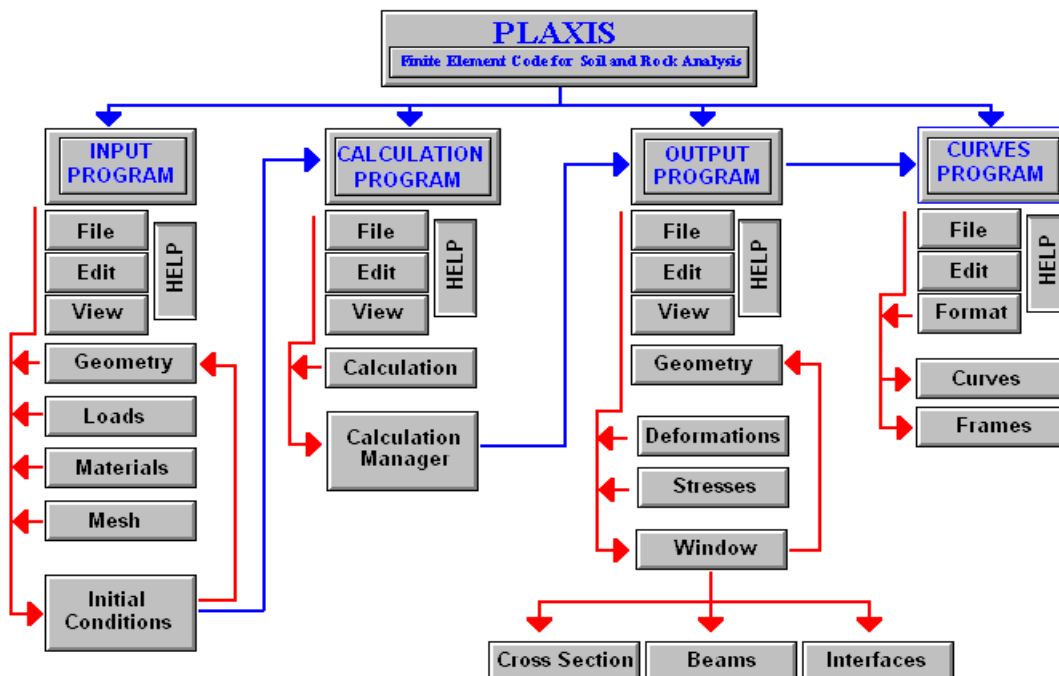 PLAXIS
Finite Element Code for Soil and Rock Analysis
INPUT
PROGRAM
File
Edit
View
HELP
Geometry
Loads
Materials
Mesh
Initial
Conditions
CALCULATION
PROGRAM
File
Edit
View
HELP
Calculation
Calculation
Manager
OUTPUT
PROGRAM
File
Edit
View
HELP
Geometry
Deformations
Stresses
Window
Cross Section
Beams
Interfaces
CURVES
PROGRAM
File
Edit
Format
HELP
Curves
Frames